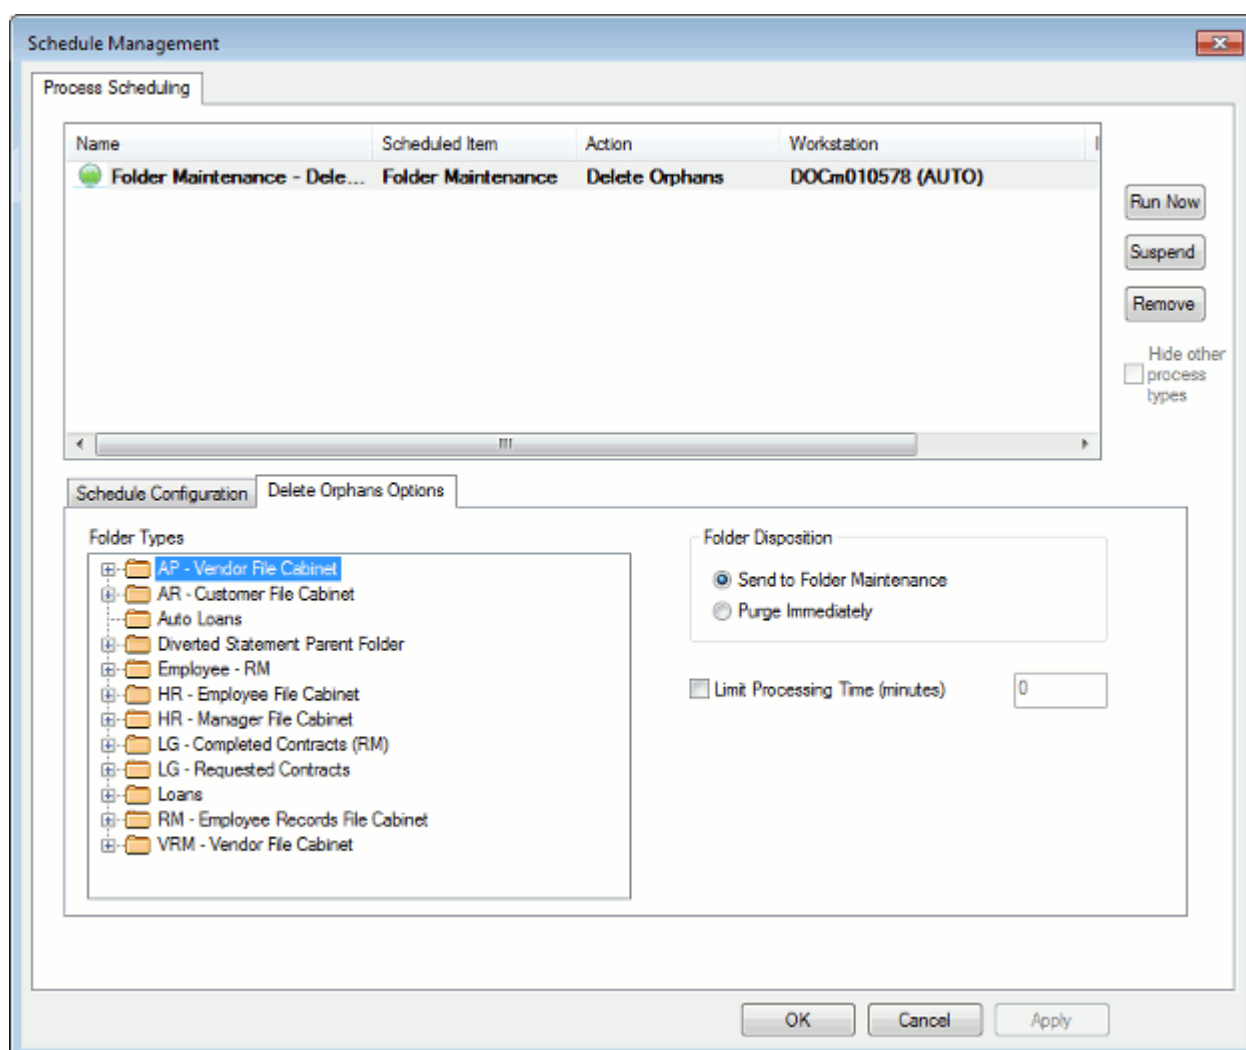 Schedule Management
Process Scheduling
Name Scheduled Item Action Workstation
Folder Maintenance - Dele... Folder Maintenance Delete Orphans DOCm010578 (AUTO)
Run Now
Suspend
Remove
Hide other
process
types
Schedule Configuration Delete Orphans Options
Folder Types
AP - Vendor File Cabinet
AR - Customer File Cabinet
Auto Loans
Diverted Statement Parent Folder
Employee - RM
HR - Employee File Cabinet
HR - Manager File Cabinet
LG - Completed Contracts (RM)
LG - Requested Contracts
Loans
RM - Employee Records File Cabinet
VRM - Vendor File Cabinet
Folder Disposition
Send to Folder Maintenance
Purge Immediately
Limit Processing Time (minutes) 0
OK Cancel Apply